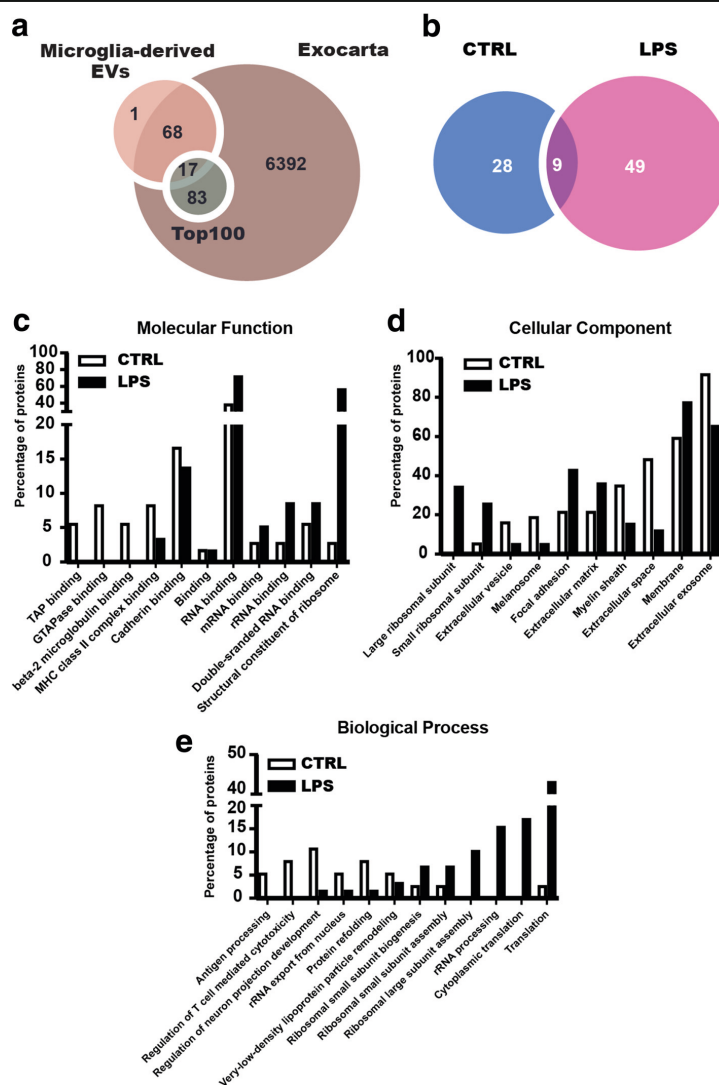 a
Microglia-derived
EVs
Exocarta
1
68
17
83
6392
Top100
b
CTRL
LPS
28
9
49
c
Molecular Function
Percentage of proteins
100
80
60
40
20
15
10
5
0
CTRL
LPS
TAP binding
GTAPase binding
beta-2 microglobulin binding
MHC class II complex binding
Cadherin binding
Binding
RNA binding
mRNA binding
rRNA binding
Double-sranded RNA binding
Structural constituent of ribosome
d
Cellular Component
Percentage of proteins
100
80
60
40
20
0
CTRL
LPS
Large ribosomal subunit
Small ribosomal subunit
Extracellular vesicle
Melanosome
Focal adhesion
Extracellular matrix
Myelin sheath
Extracellular space
Membrane
Extracellular exosome
e
Biological Process
Percentage of proteins
50
40
20
15
10
5
0
CTRL
LPS
Antigen processing
Regulation of T cell mediated cytotoxicity
Regulation of neuron projection development
rRNA export from nucleus
Protein refolding
Very-low-density lipoprotein particle remodeling
Ribosomal small subunit biogenesis
Ribosomal small subunit assembly
Ribosomal large subunit assembly
rRNA processing
Cytoplasmic translation
Translation